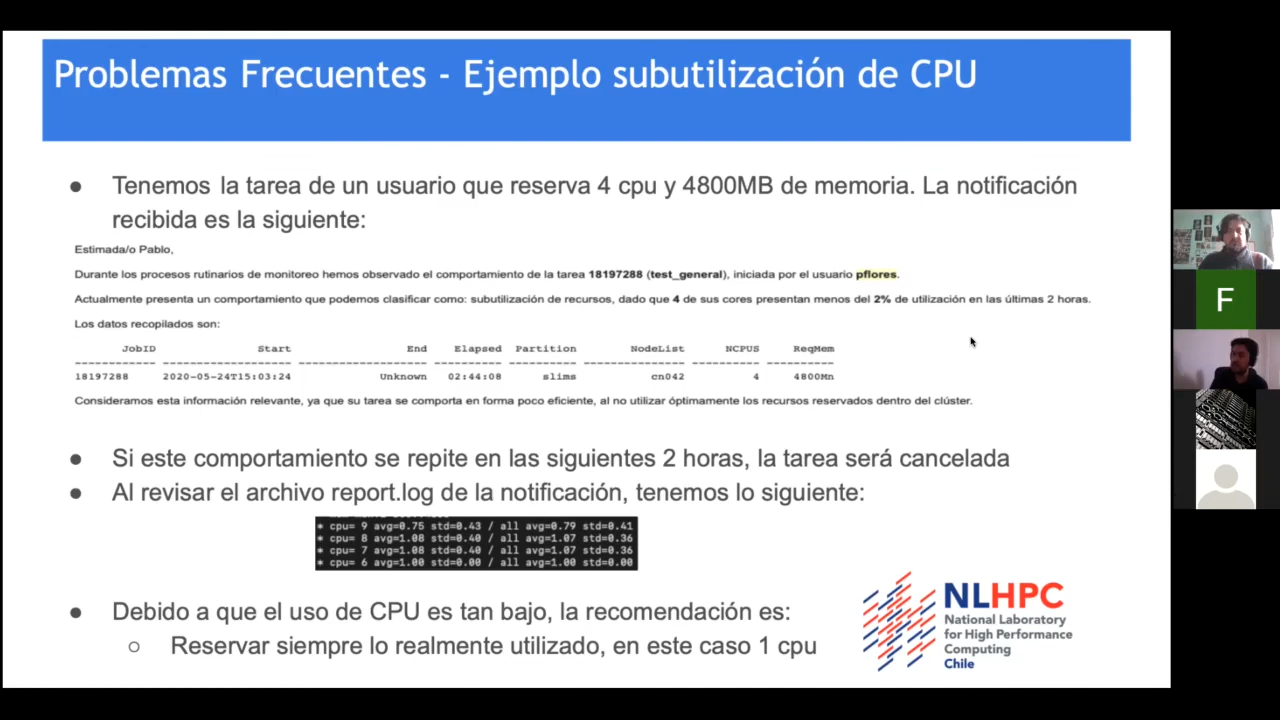 Problemas Frecuentes - Ejemplo subutilización de CPU
● Tenemos la tarea de un usuario que reserva 4 cpu y 4800MB de memoria. La notificación
recibida es la siguiente:
Estimada/o Pablo,
Durante los procesos rutinarios de monitoreo hemos observado el comportamiento de la tarea 18197288 (test_general), iniciada por el usuario pflores.
Actualmente presenta un comportamiento que podemos clasificar como: subutilización de recursos, dado que 4 de sus cores presentan menos del 2% de utilización en las últimas 2 horas.
Los datos recopilados son:
JobID Start End Elapsed Partition NodeList NCPUS ReqMem
------------ ------------------- ------------------- ---------- ---------- --------------- ---------- ----------
18197288 2020-05-24T15:03:24 Unknown 02:44:08 slims cn042 4 4800Mn
Consideramos esta información relevante, ya que su tarea se comporta en forma poco eficiente, al no utilizar óptimamente los recursos reservados dentro del clúster.
● Si este comportamiento se repite en las siguientes 2 horas, la tarea será cancelada
● Al revisar el archivo report.log de la notificación, tenemos lo siguiente:
* cpu= 9 avg=0.75 std=0.43 / all avg=0.79 std=0.41
* cpu= 8 avg=1.08 std=0.40 / all avg=1.07 std=0.36
* cpu= 7 avg=1.08 std=0.40 / all avg=1.07 std=0.36
* cpu= 6 avg=1.00 std=0.00 / all avg=1.00 std=0.00
● Debido a que el uso de CPU es tan bajo, la recomendación es:
○ Reservar siempre lo realmente utilizado, en este caso 1 cpu
NLHPC
National Laboratory
for High Performance
Computing
Chile
F